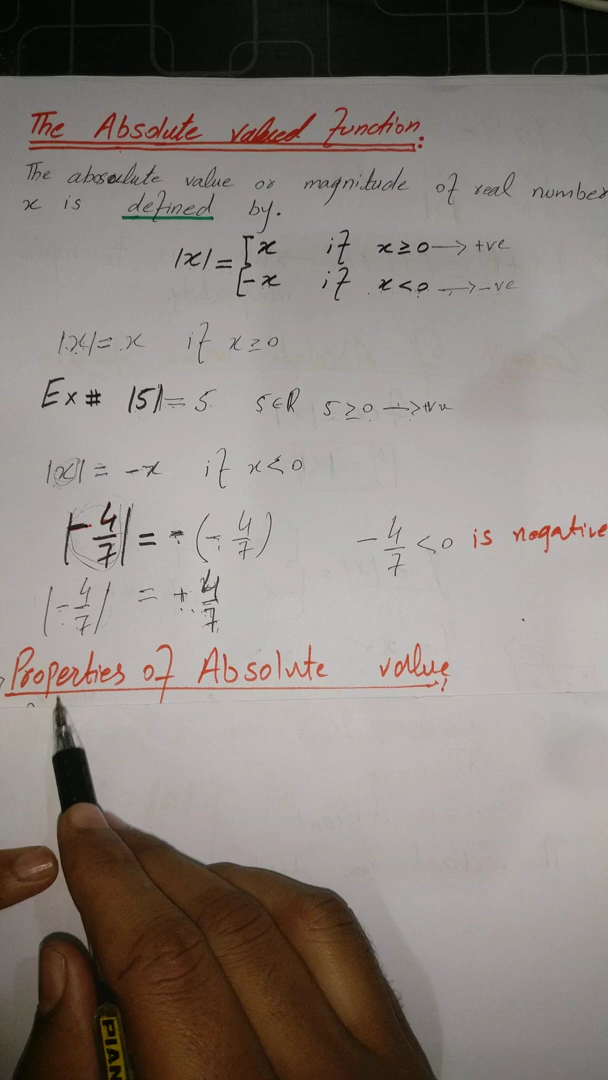 The Absolute valued function:
The absoulute value or magnitude of real number
x is defined by.
|x| = [x if x ≥ 0 → +ve
[-x if x < 0 → -ve
|x| = x if x ≥ 0
Ex# |5| = 5 5∈R 5 ≥ 0 → +ve
|x| = -x if x < 0
|-4/7| = -(-4/7) -4/7 < 0 is negative
|-4/7| = +4/7
Properties of Absolute value;
PIAN